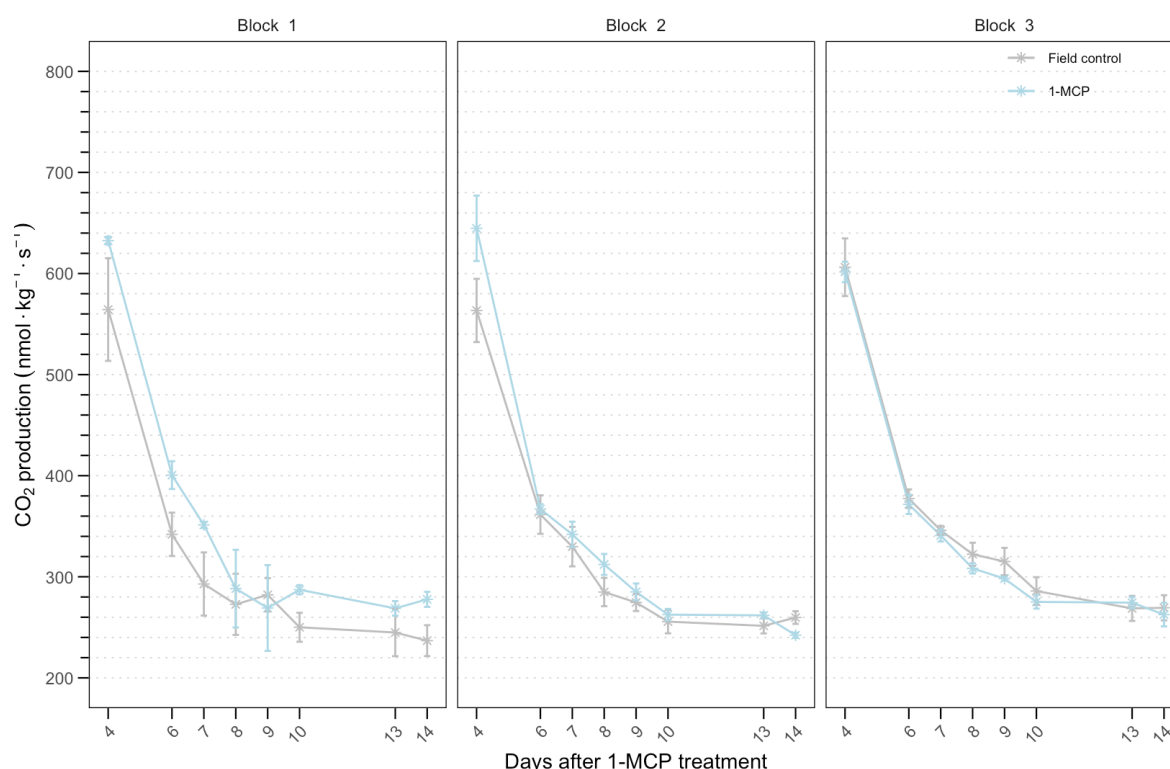 Block 1 Block 2 Block 3
Field control
1-MCP
800
700
600
500
400
300
200
CO₂ production (nmol · kg⁻¹ · s⁻¹)
4 6 7 8 9 10 13 14 4 6 7 8 9 10 13 14 4 6 7 8 9 10 13 14
Days after 1-MCP treatment